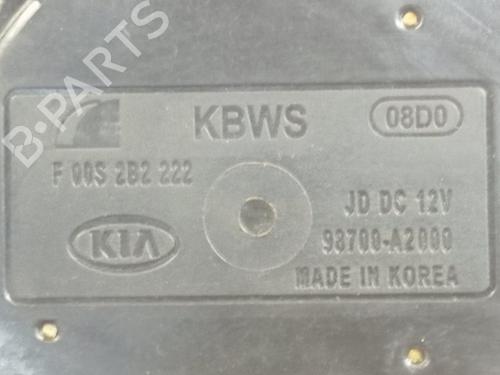 B-PARTS
KBWS
08D0
F 00S 2B2 222
JD DC 12V
KIA
98700-A2000
MADE IN KOREA